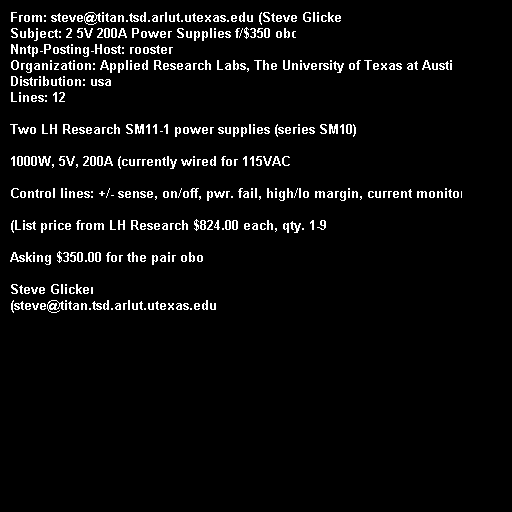 From: steve@titan.tsd.arlut.utexas.edu (Steve Glicke
Subject: 2 5V 200A Power Supplies f/$350 obo
Nntp-Posting-Host: rooster
Organization: Applied Research Labs, The University of Texas at Austi
Distribution: usa
Lines: 12

Two LH Research SM11-1 power supplies (series SM10)

1000W, 5V, 200A (currently wired for 115VAC

Control lines: +/- sense, on/off, pwr. fail, high/lo margin, current monitor

(List price from LH Research $824.00 each, qty. 1-9

Asking $350.00 for the pair obo

Steve Glicker
(steve@titan.tsd.arlut.utexas.edu